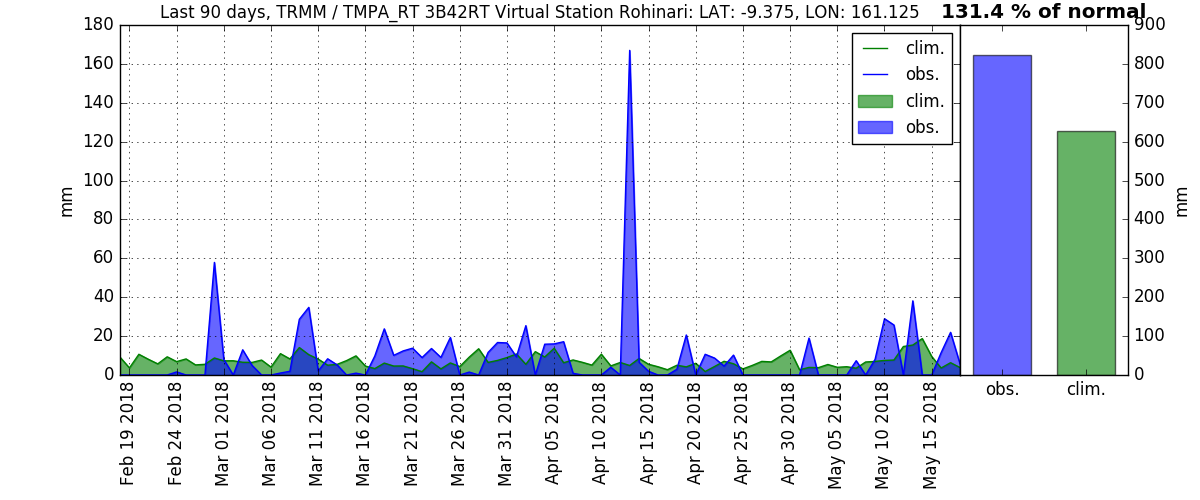 Last 90 days, TRMM / TMPA_RT 3B42RT Virtual Station Rohinari: LAT: -9.375, LON: 161.125
131.4 % of normal
180
160
140
120
100
80
60
40
20
0
mm
clim.
obs.
clim.
obs.
900
800
700
600
500
400
300
200
100
0
mm
Feb 19 2018
Feb 24 2018
Mar 01 2018
Mar 06 2018
Mar 11 2018
Mar 16 2018
Mar 21 2018
Mar 26 2018
Mar 31 2018
Apr 05 2018
Apr 10 2018
Apr 15 2018
Apr 20 2018
Apr 25 2018
Apr 30 2018
May 05 2018
May 10 2018
May 15 2018
obs.
clim.